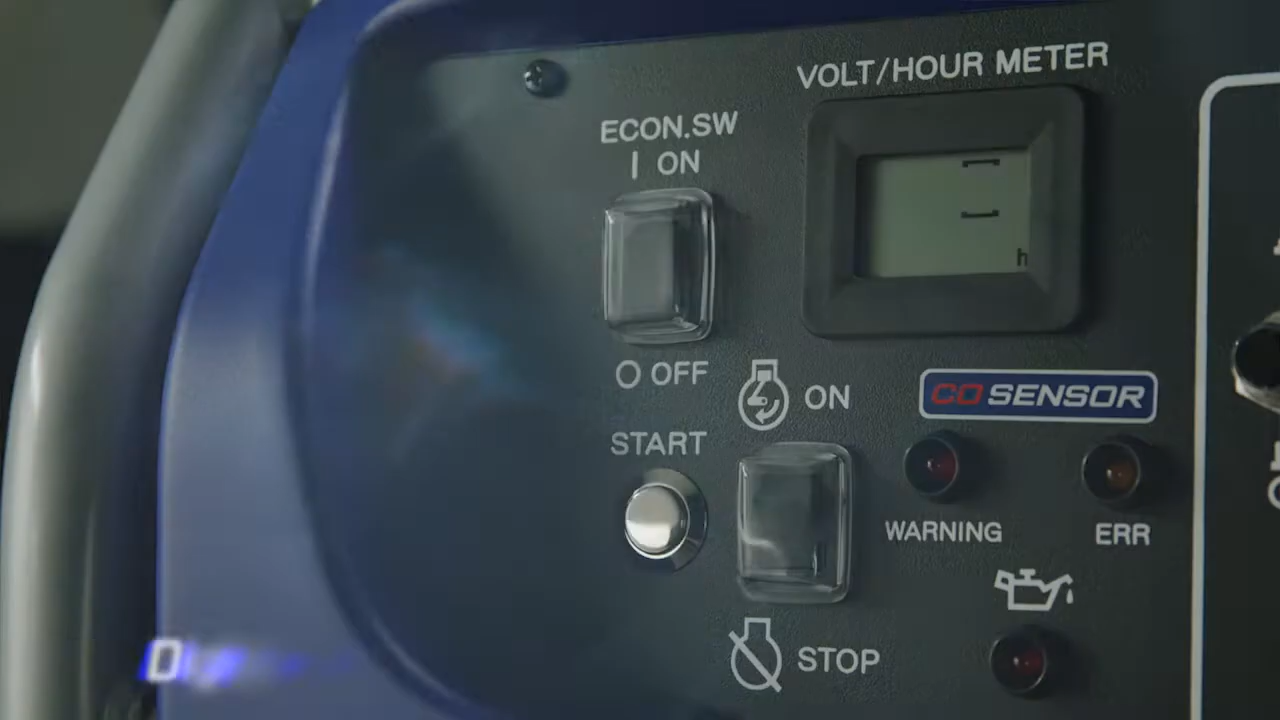 VOLT/HOUR METER
ECON.SW
| ON
h
OFF
ON
CO SENSOR
START
WARNING
ERR
STOP
D